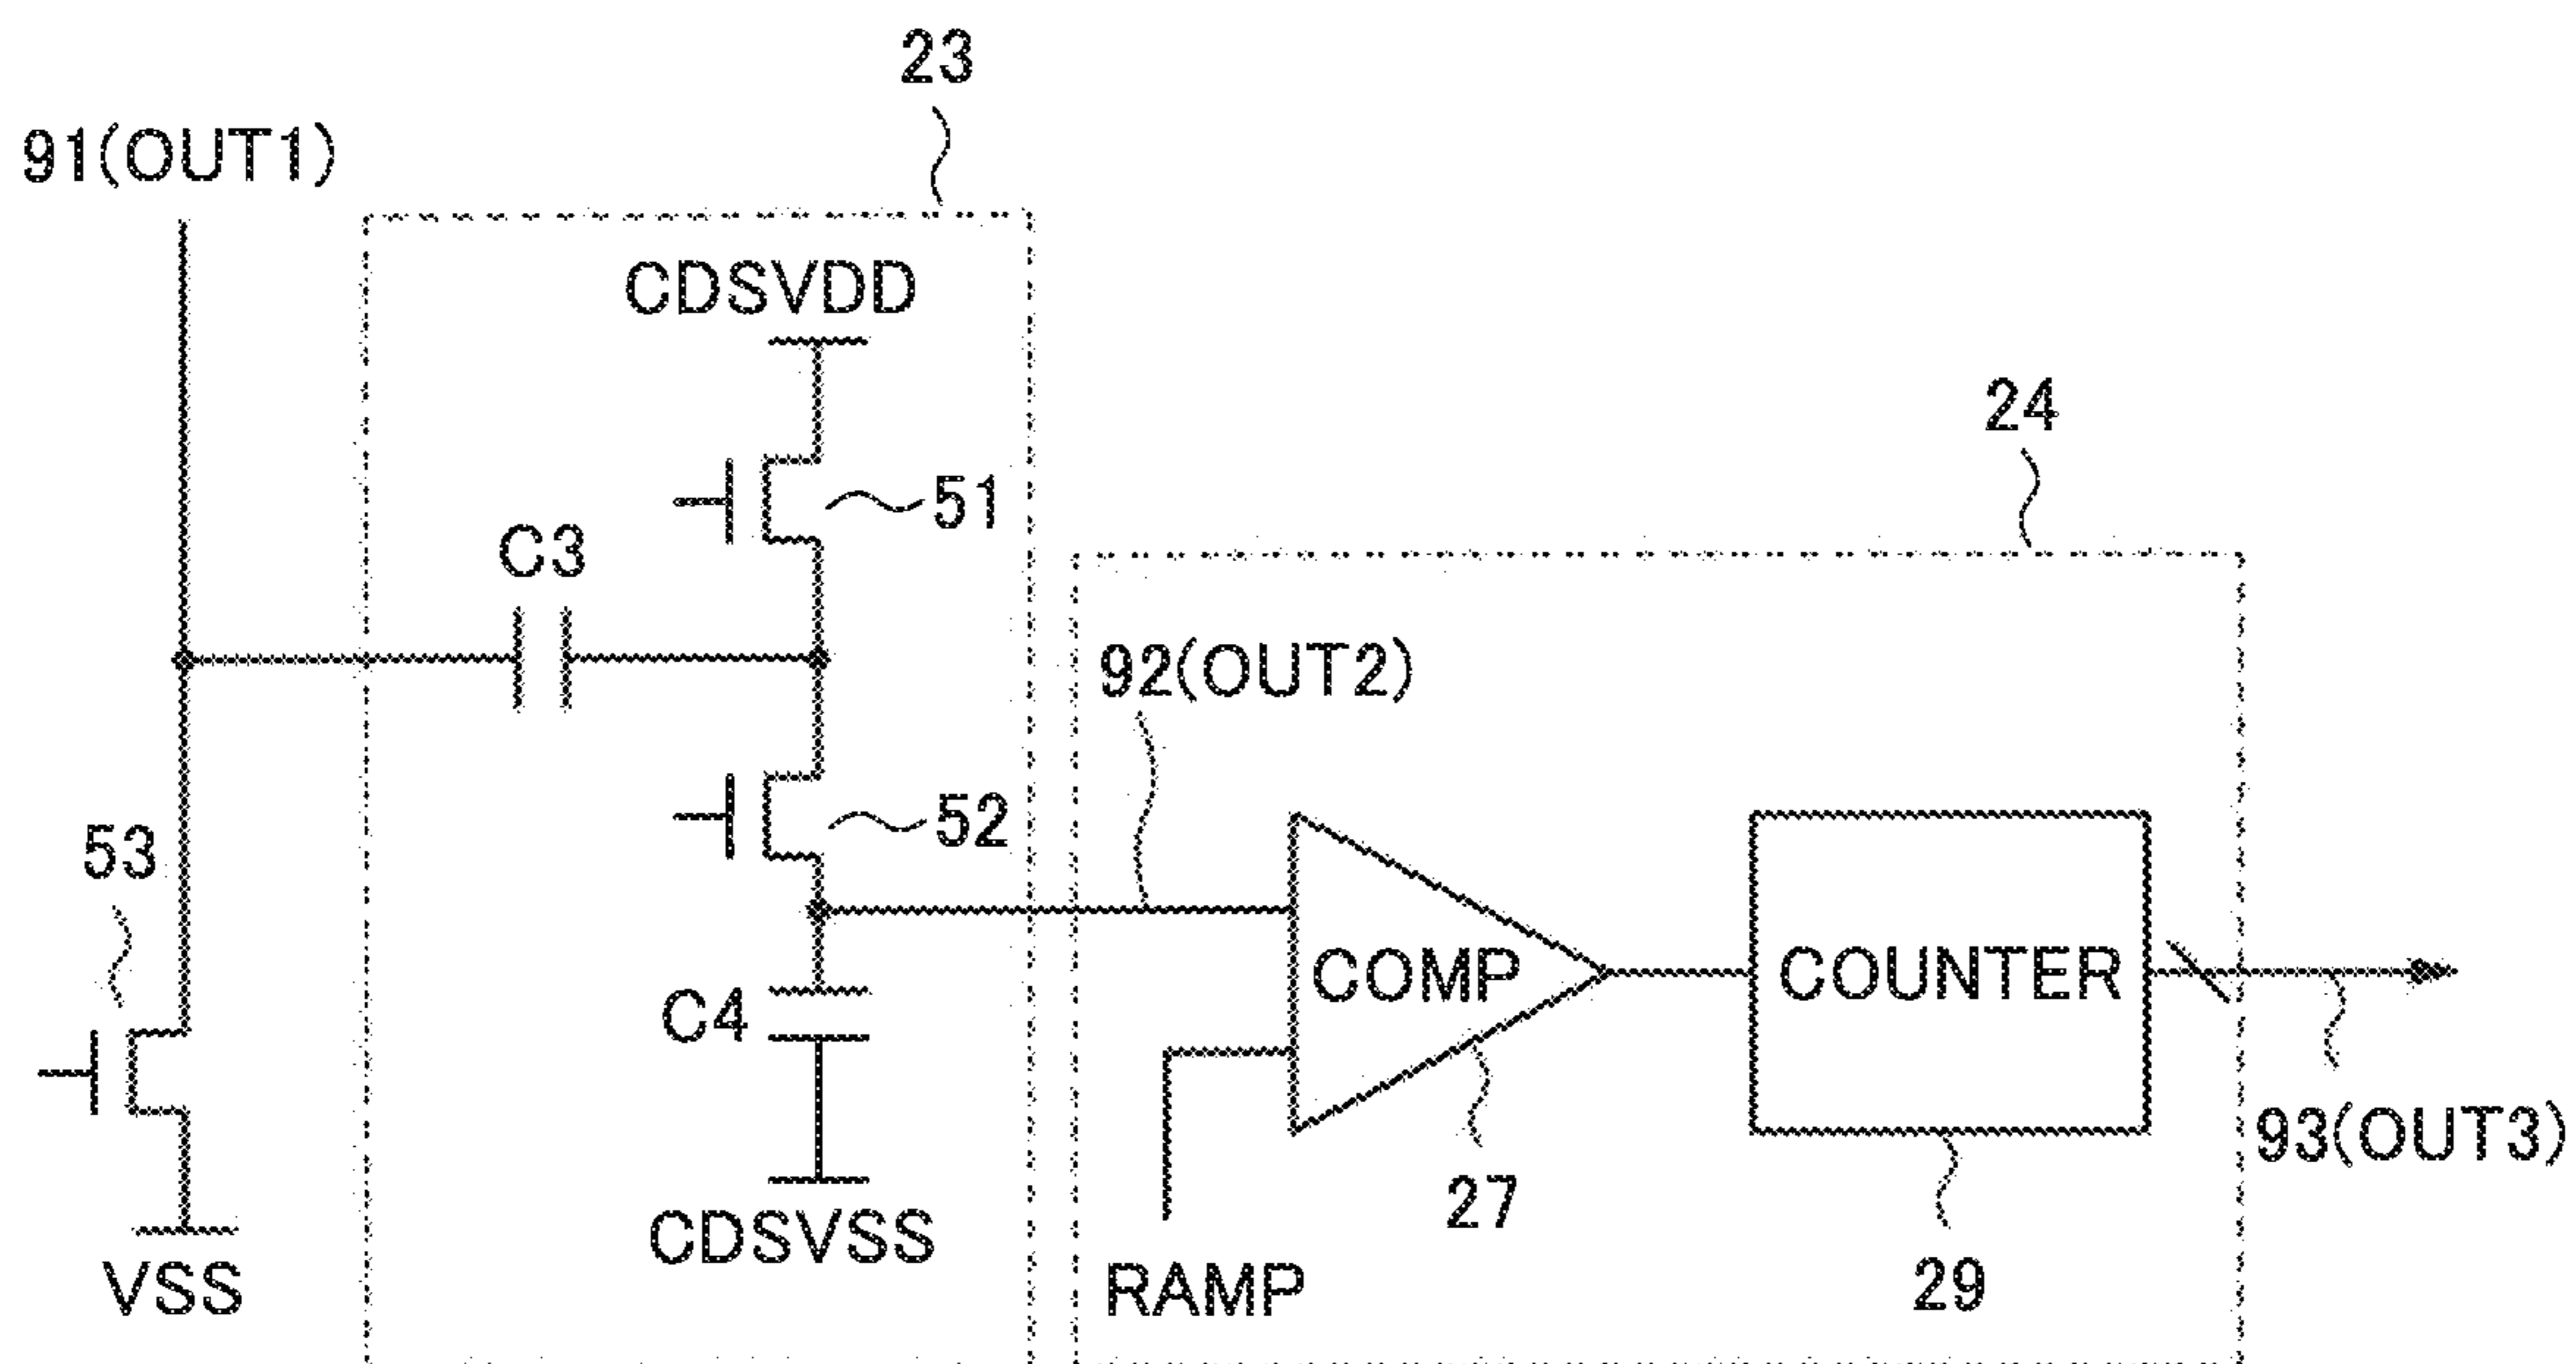 23
91(OUT1)
CDSVDD
24
51
C3
92(OUT2)
53
52
COMP
COUNTER
C4
93(OUT3)
27
CDSVSS
29
VSS
RAMP